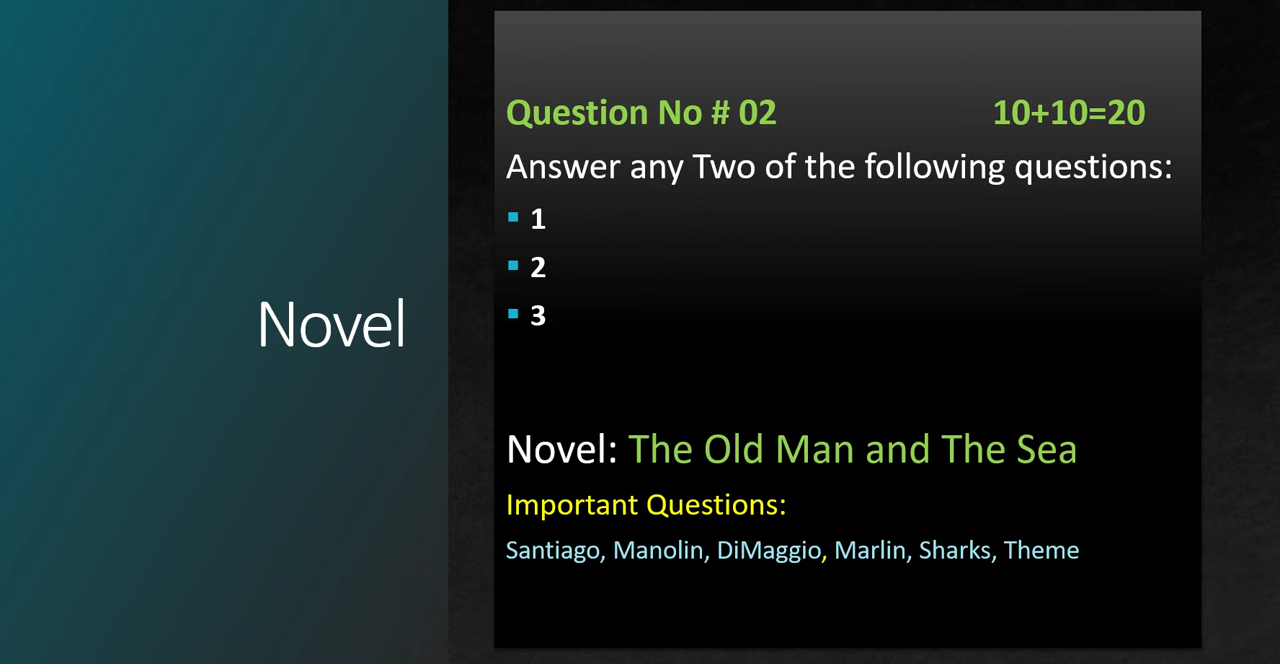 Novel
Question No # 02 10+10=20
Answer any Two of the following questions:
▪ 1
▪ 2
▪ 3
Novel: The Old Man and The Sea
Important Questions:
Santiago, Manolin, DiMaggio, Marlin, Sharks, Theme